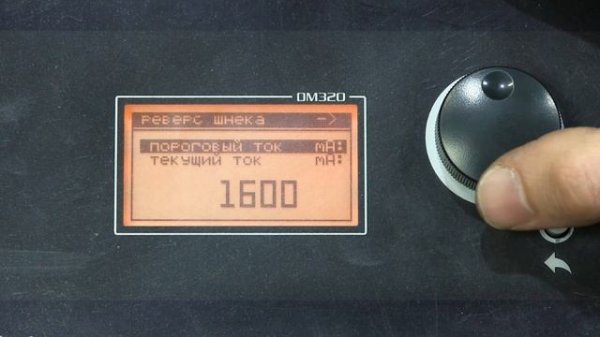 DM320
реверс шнека ->
пороговый ток mA:
текущий ток mA:
1600